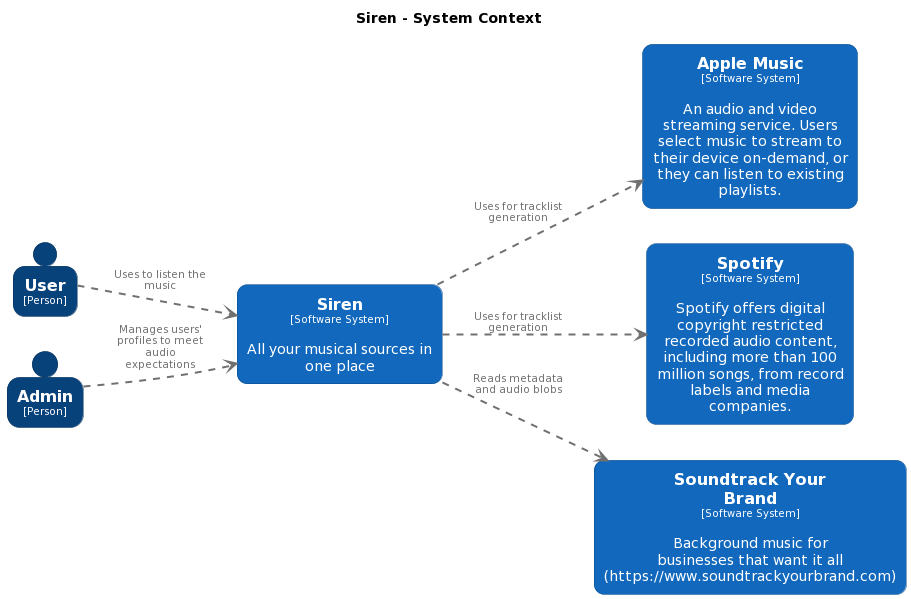 Siren - System Context
Apple Music
[Software System]
An audio and video
streaming service. Users
select music to stream to
their device on-demand, or
they can listen to existing
playlists.
Uses for tracklist
generation
User
[Person]
Uses to listen the
music
Spotify
[Software System]
Spotify offers digital
copyright restricted
recorded audio content,
including more than 100
million songs, from record
labels and media
companies.
Siren
[Software System]
All your musical sources in
one place
Uses for tracklist
generation
Manages users'
profiles to meet
audio
expectations
Admin
[Person]
Reads metadata
and audio blobs
Soundtrack Your
Brand
[Software System]
Background music for
businesses that want it all
(https://www.soundtrackyourbrand.com)